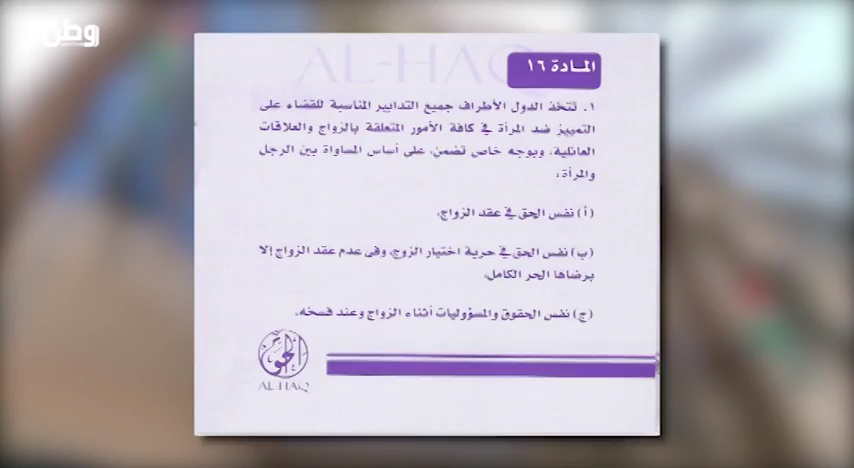 وطن
AL-HAQ
المادة ١٦
١. تتخذ الدول الأطراف جميع التدابير المناسبة للقضاء على
التمييز ضد المرأة في كافة الأمور المتعلقة بالزواج والعلاقات
العائلية، وبوجه خاص تضمن، على أساس المساواة بين الرجل
والمرأة:
(أ) نفس الحق في عقد الزواج،
(ب) نفس الحق في حرية اختيار الزوج، وفى عدم عقد الزواج إلا
برضاها الحر الكامل،
(ج) نفس الحقوق والمسؤوليات أثناء الزواج وعند فسخه،
الحق
AL-HAQ